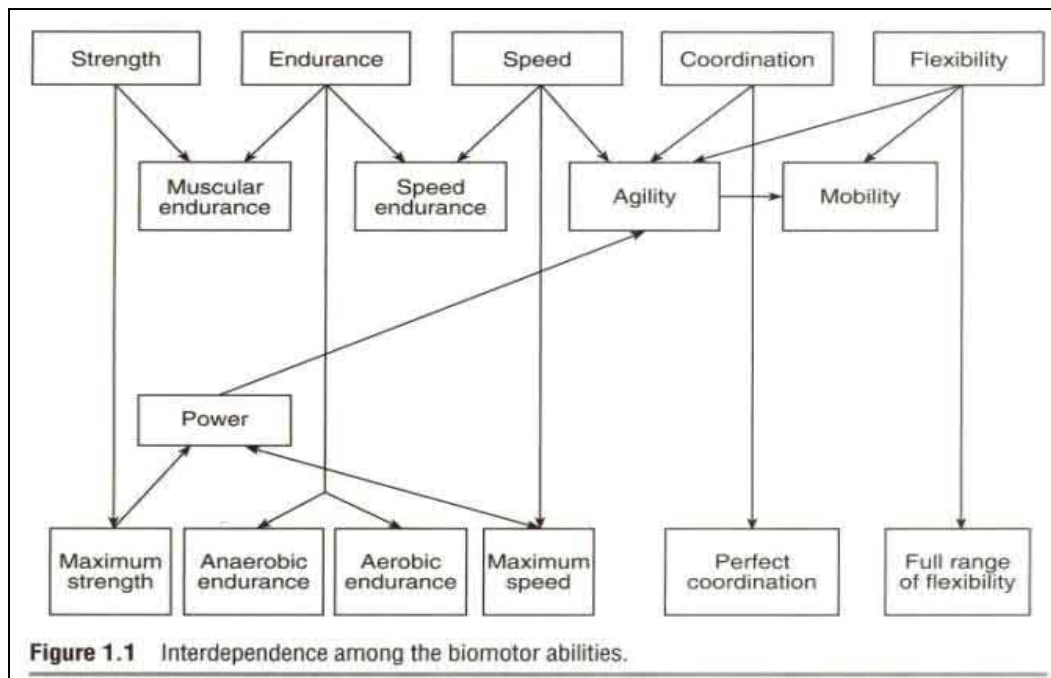 Strength
Endurance
Speed
Coordination
Flexibility
Muscular
endurance
Speed
endurance
Agility
Mobility
Power
Maximum
strength
Anaerobic
endurance
Aerobic
endurance
Maximum
speed
Perfect
coordination
Full range
of flexibility
Figure 1.1 Interdependence among the biomotor abilities.